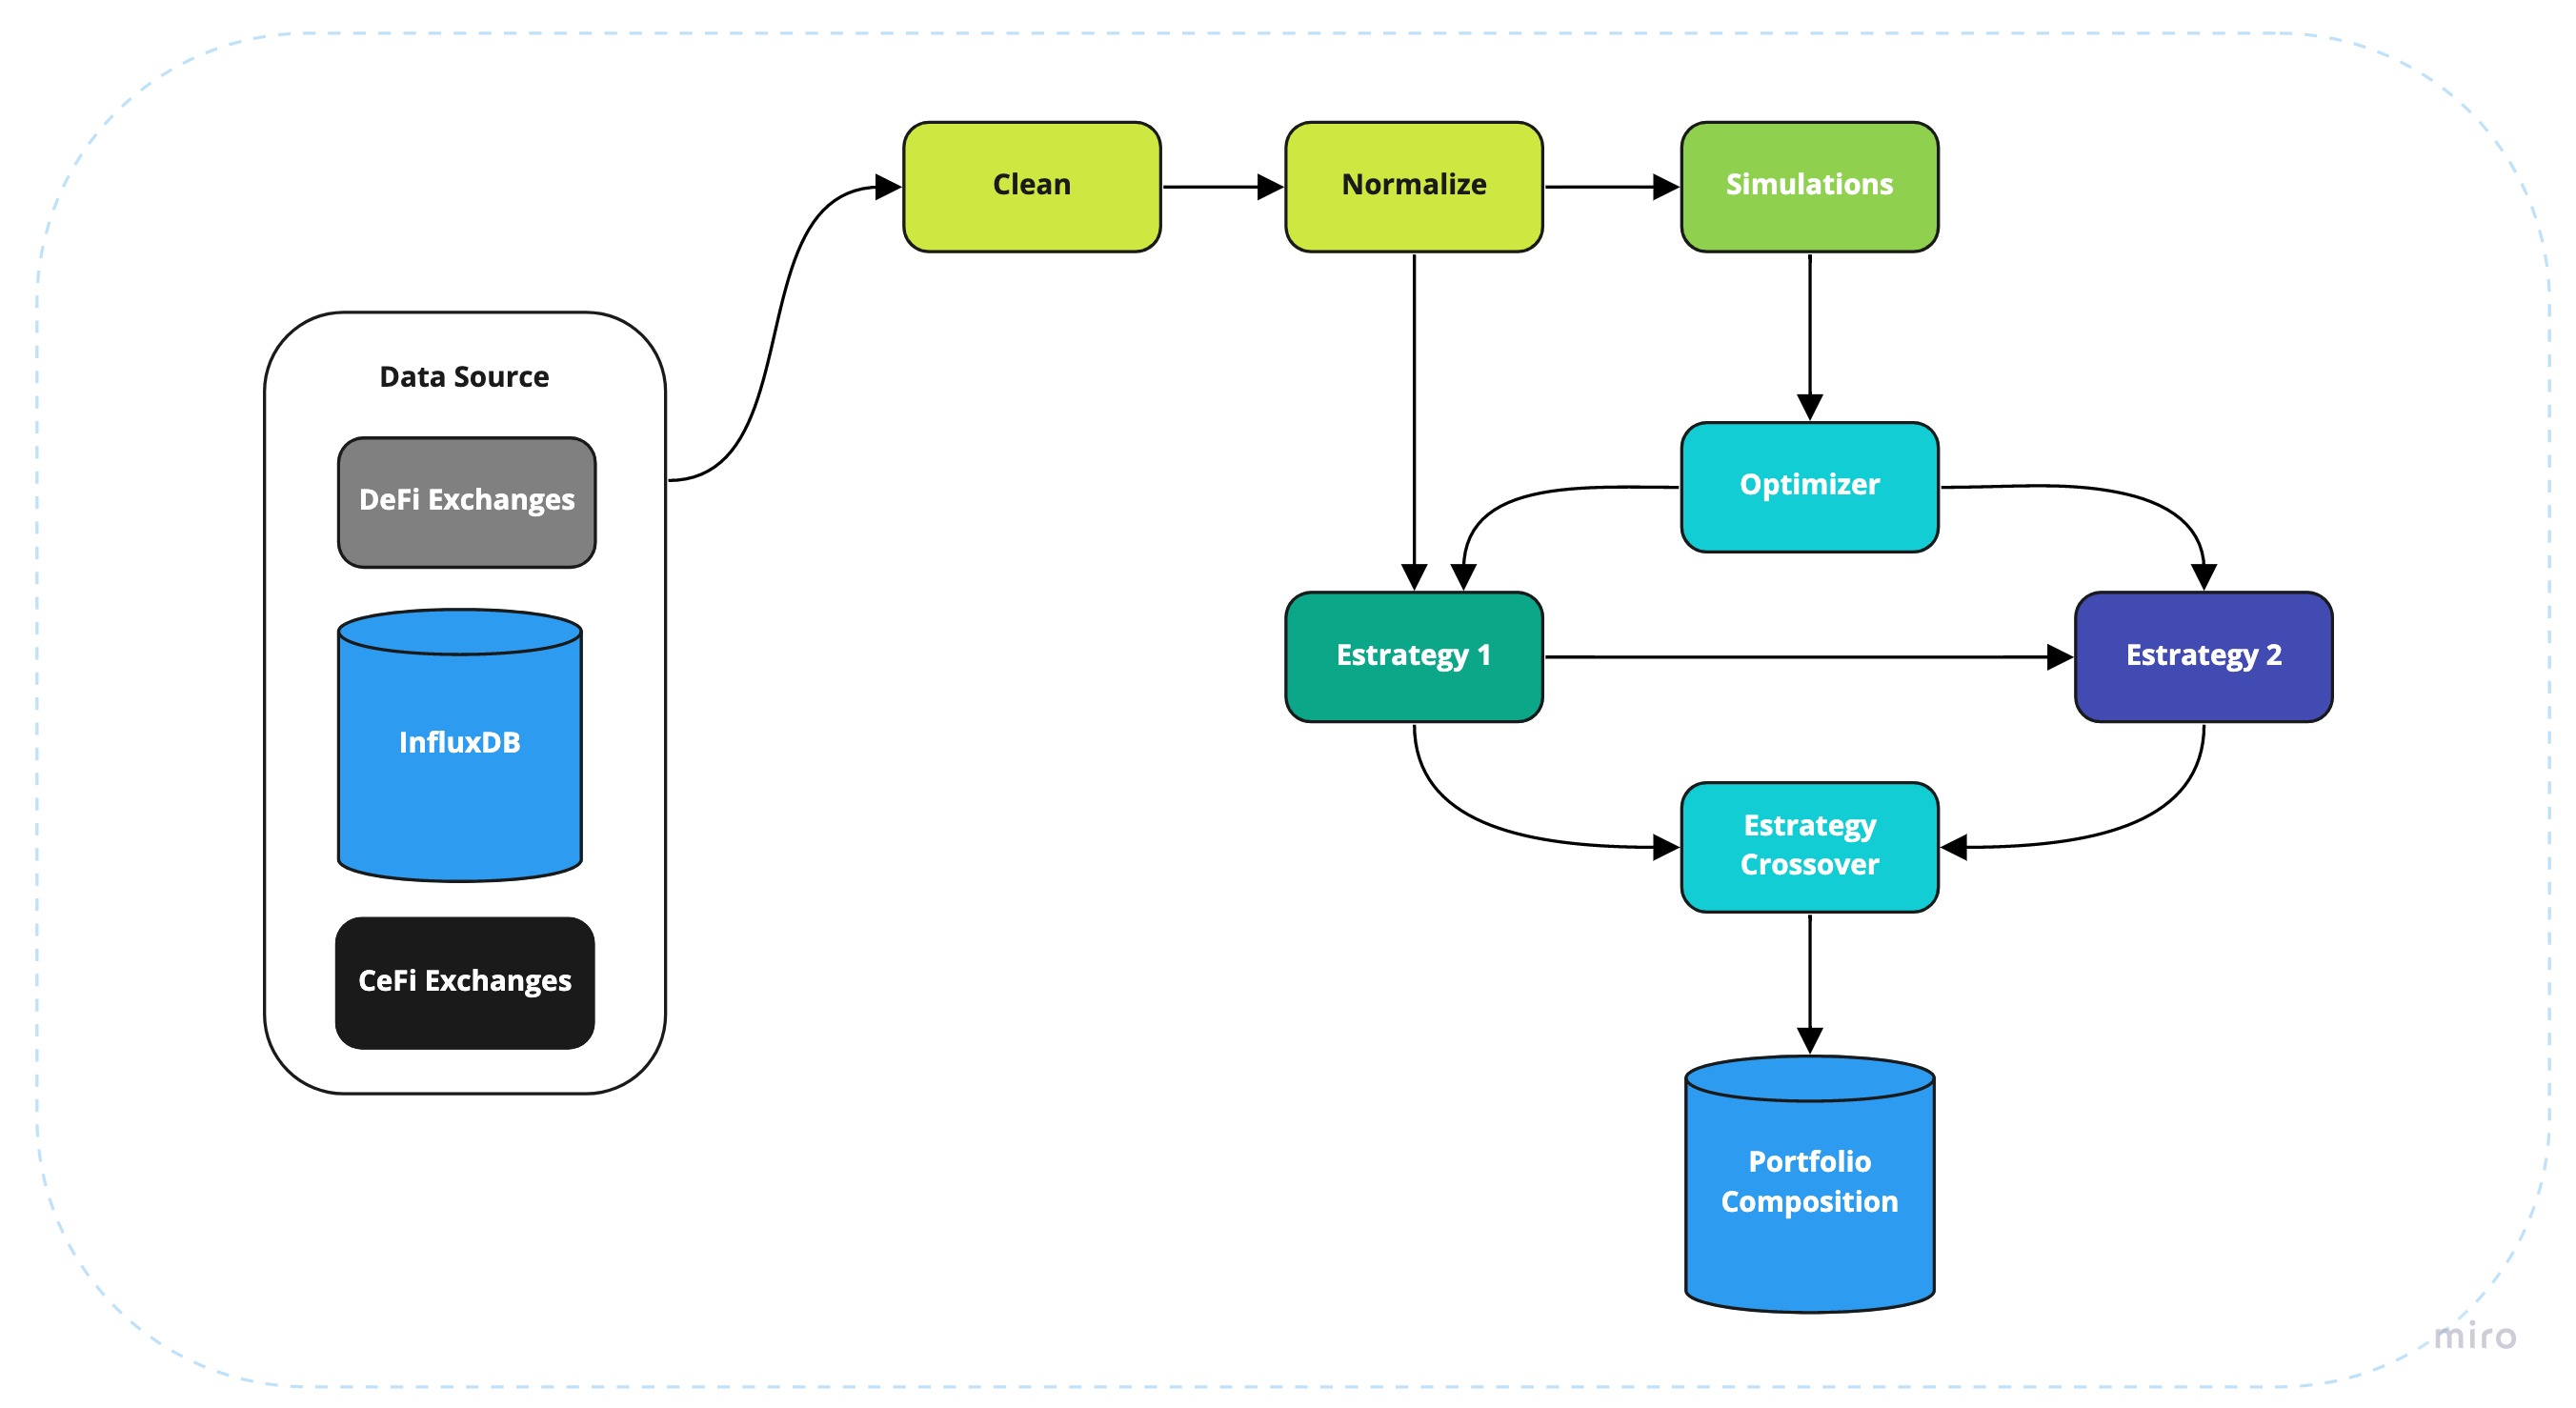 Clean
Normalize
Simulations
Data Source
DeFi Exchanges
InfluxDB
CeFi Exchanges
Optimizer
Estrategy 1
Estrategy 2
Estrategy
Crossover
Portfolio
Composition
miro